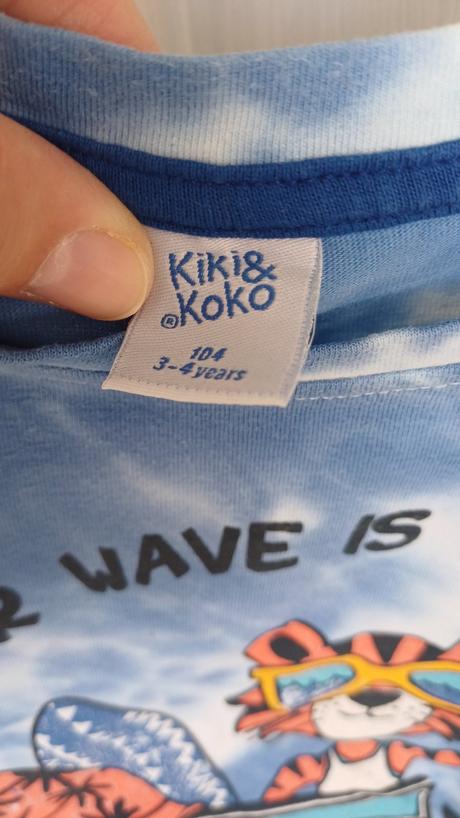 Kiki&
®Koko
104
3-4 years
WAVE IS